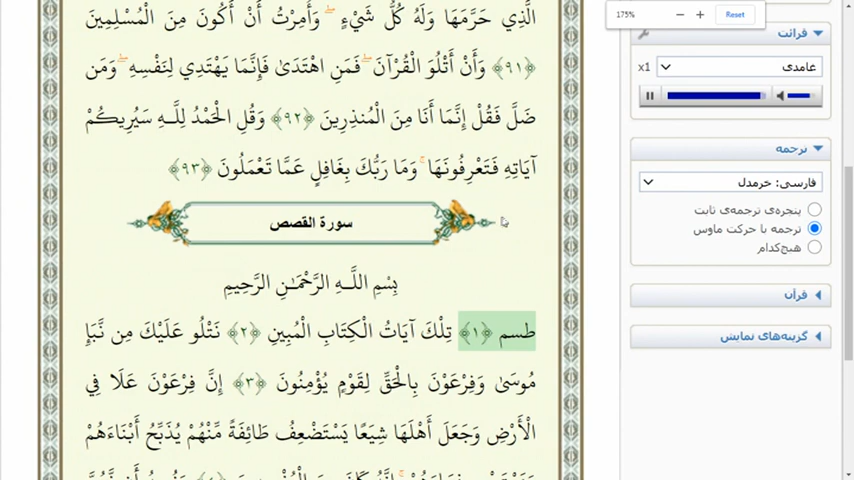 الَّذِي حَرَّمَهَا وَلَهُ كُلُّ شَيْءٍ ۖ وَأُمِرْتُ أَنْ أَكُونَ مِنَ الْمُسْلِمِينَ
﴿٩١﴾ وَأَنْ أَتْلُوَ الْقُرْآنَ ۖ فَمَنِ اهْتَدَىٰ فَإِنَّمَا يَهْتَدِي لِنَفْسِهِ ۖ وَمَن
ضَلَّ فَقُلْ إِنَّمَا أَنَا مِنَ الْمُنذِرِينَ ﴿٩٢﴾ وَقُلِ الْحَمْدُ لِلَّـهِ سَيُرِيكُمْ
آيَاتِهِ فَتَعْرِفُونَهَا ۚ وَمَا رَبُّكَ بِغَافِلٍ عَمَّا تَعْمَلُونَ ﴿٩٣﴾
سورة القصص
بِسْمِ اللَّـهِ الرَّحْمَـٰنِ الرَّحِيمِ
طسم ﴿١﴾ تِلْكَ آيَاتُ الْكِتَابِ الْمُبِينِ ﴿٢﴾ نَتْلُو عَلَيْكَ مِن نَّبَإِ
مُوسَىٰ وَفِرْعَوْنَ بِالْحَقِّ لِقَوْمٍ يُؤْمِنُونَ ﴿٣﴾ إِنَّ فِرْعَوْنَ عَلَا فِي
الْأَرْضِ وَجَعَلَ أَهْلَهَا شِيَعًا يَسْتَضْعِفُ طَائِفَةً مِّنْهُمْ يُذَبِّحُ أَبْنَاءَهُمْ
175% − + Reset
قرائت
غامدی x1
ترجمه
فارسی: خرمدل
پنجره‌ی ترجمه‌ی ثابت
ترجمه با حرکت ماوس
هیچ‌کدام
قرآن
گزینه‌های نمایش